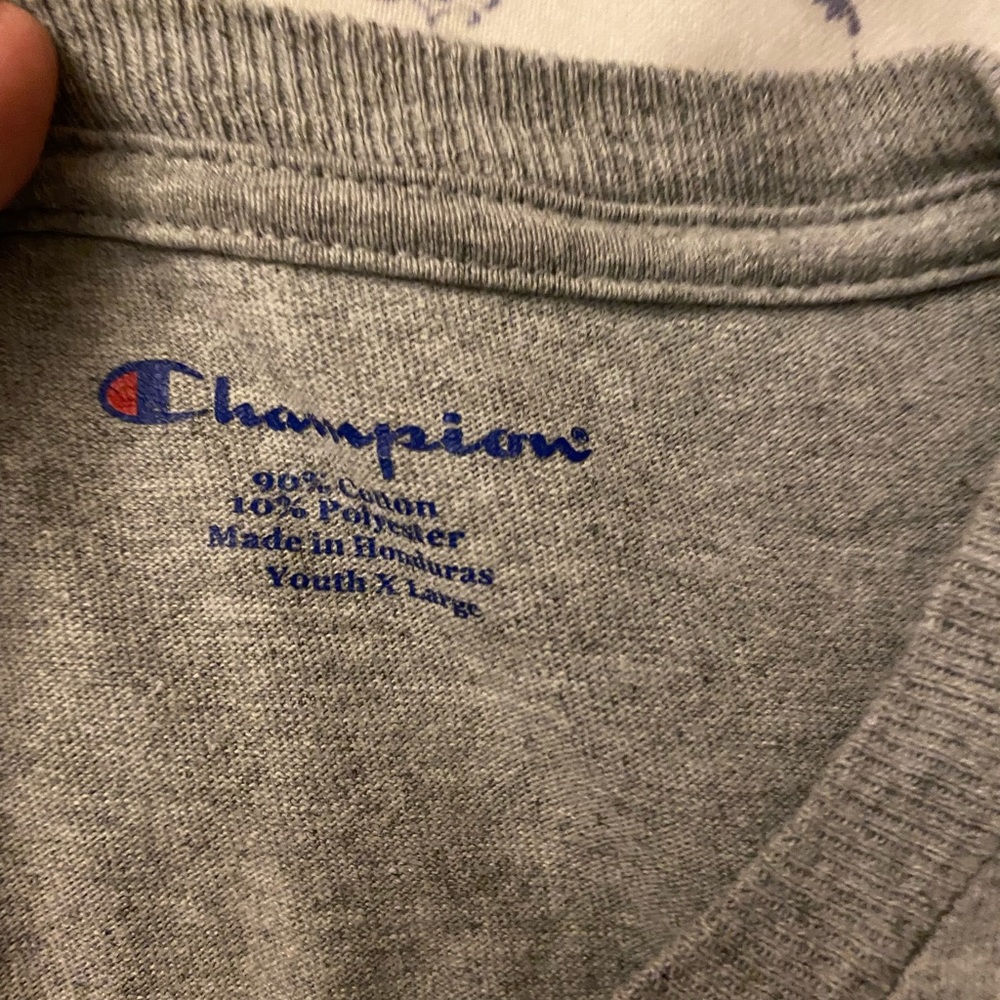 Champion®
90% Cotton
10% Polyester
Made in Honduras
Youth X Large